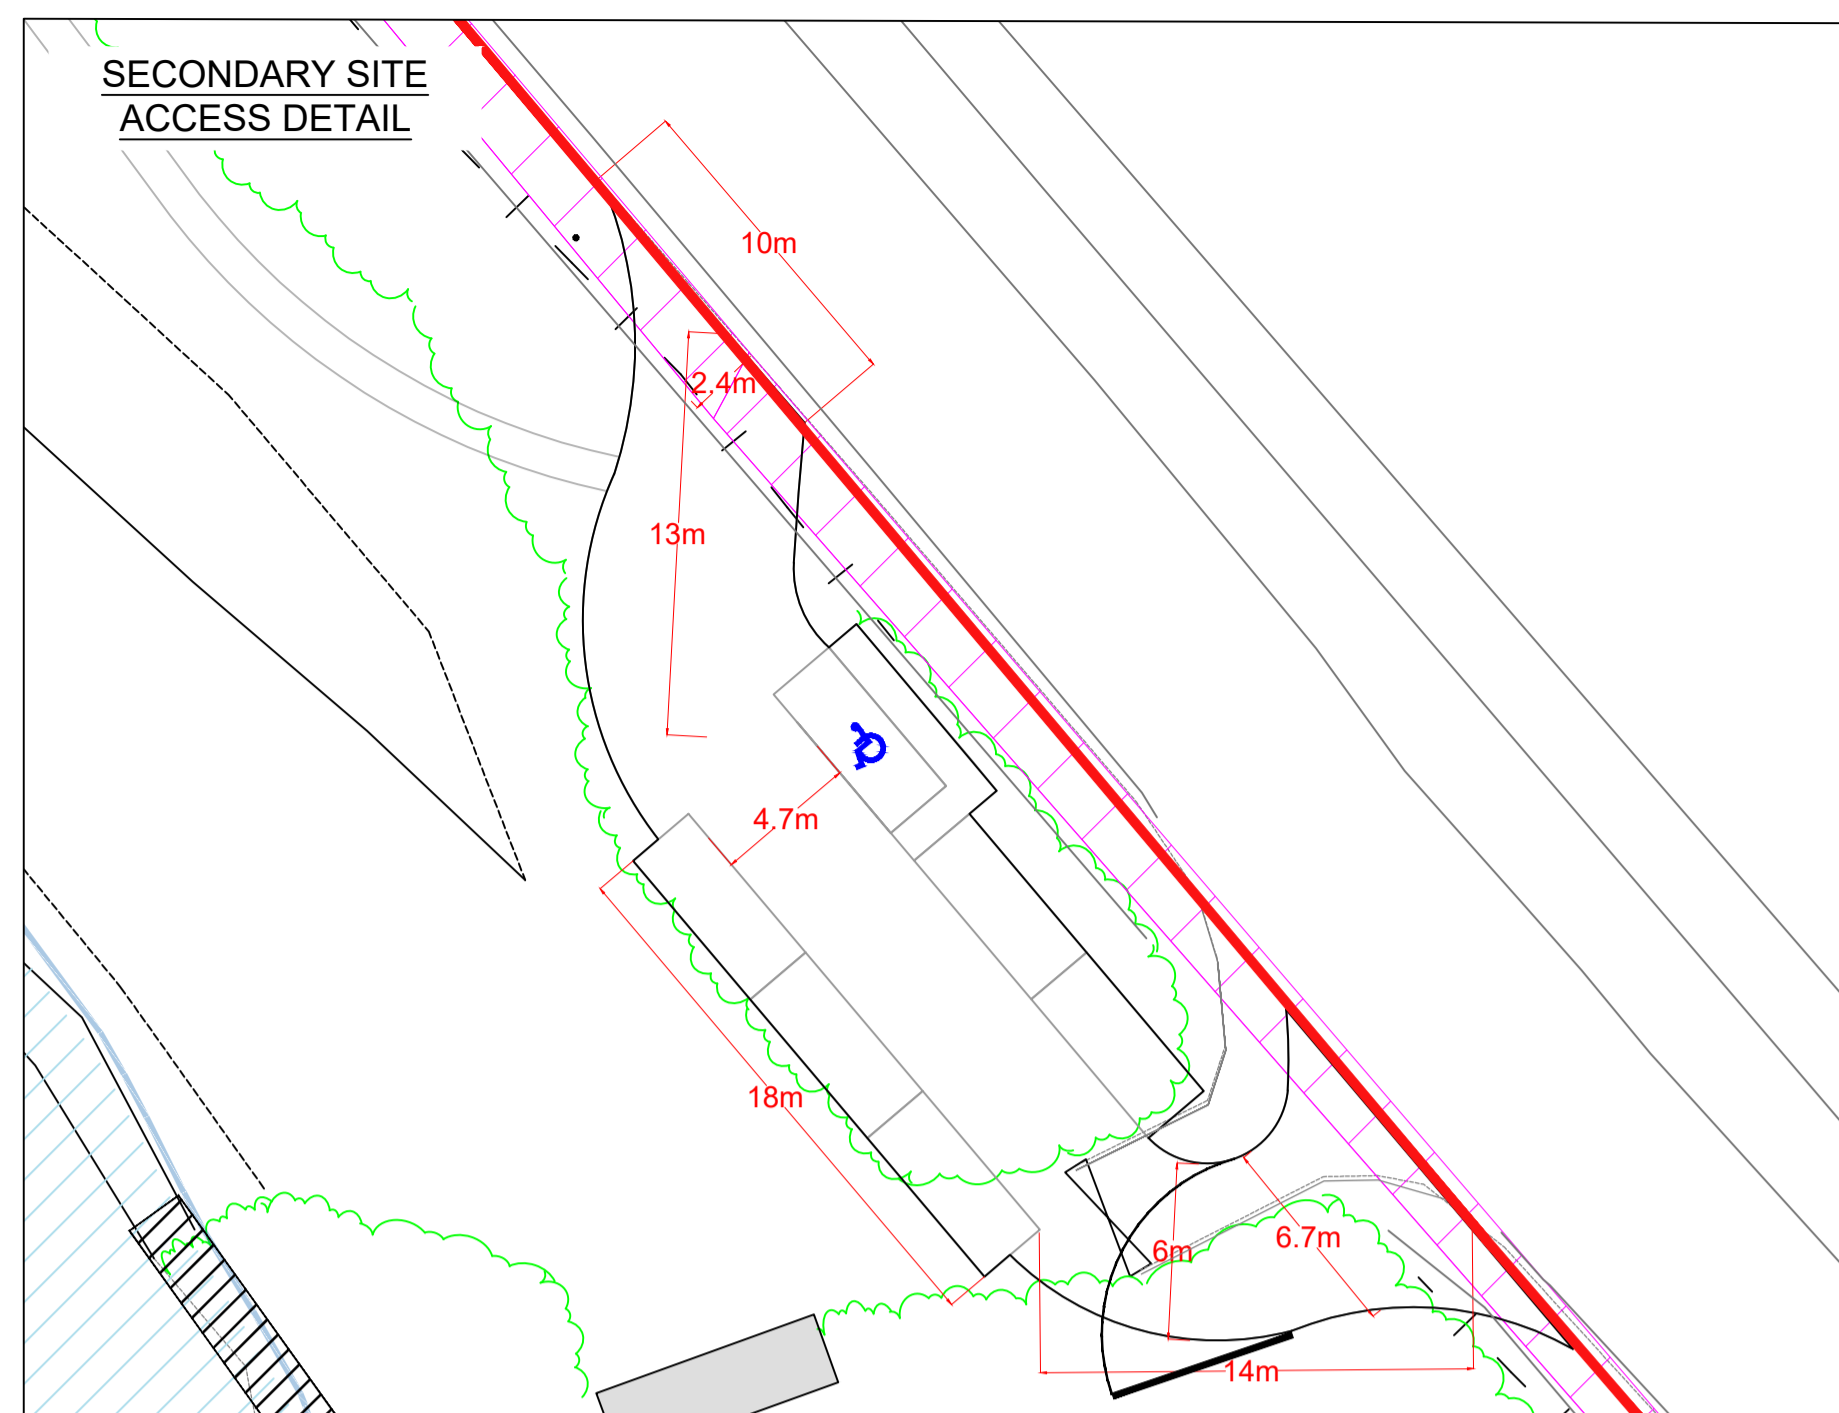 SECONDARY SITE
ACCESS DETAIL
10m
2.4m
13m
4.7m
18m
6m
6.7m
14m